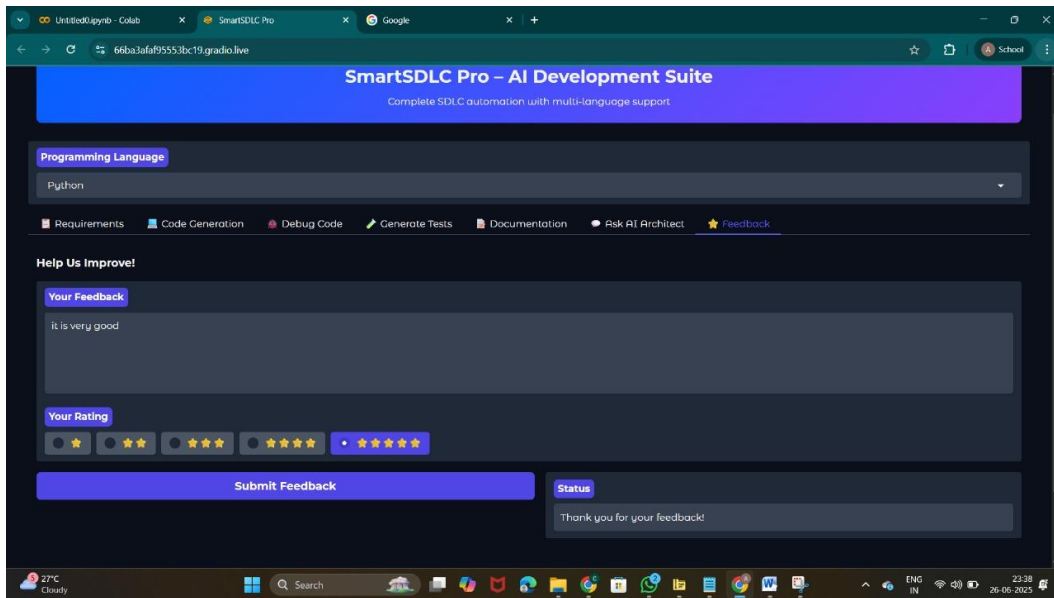 Untitled0.ipynb - Colab
SmartSDLC Pro
Google
66ba3afaf95553bc19.gradio.live
School
SmartSDLC Pro – AI Development Suite
Complete SDLC automation with multi-language support
Programming Language
Python
Requirements
Code Generation
Debug Code
Generate Tests
Documentation
Ask AI Architect
Feedback
Help Us Improve!
Your Feedback
it is very good
Your Rating
Submit Feedback
Status
Thank you for your feedback!
5
27°C
Cloudy
Search
ENG
IN
23:38
26-06-2025